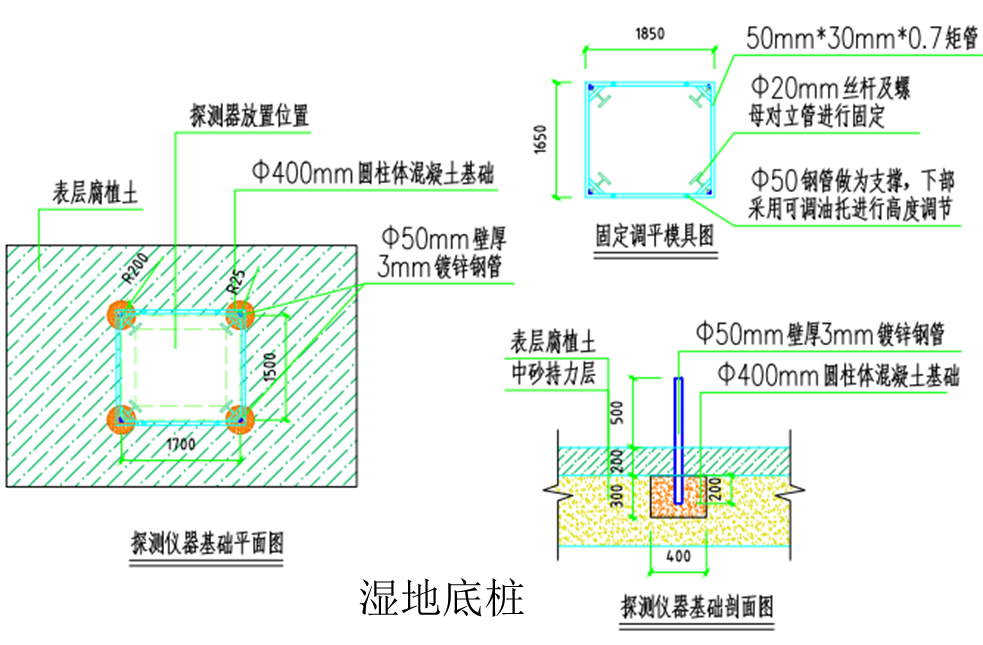 探测器放置位置
Φ400mm圆柱体混凝土基础
表层腐植土
Φ50mm壁厚
3mm镀锌钢管
R200
R25
1500
1700
探测仪器基础平面图
1850
1650
50mm*30mm*0.7矩管
Φ20mm丝杆及螺
母对立管进行固定
Φ50钢管做为支撑，下部
采用可调油托进行高度调节
固定调平模具图
表层腐植土
中砂持力层
Φ50mm壁厚3mm镀锌钢管
Φ400mm圆柱体混凝土基础
500
200
300
200
400
探测仪器基础剖面图
湿地底桩